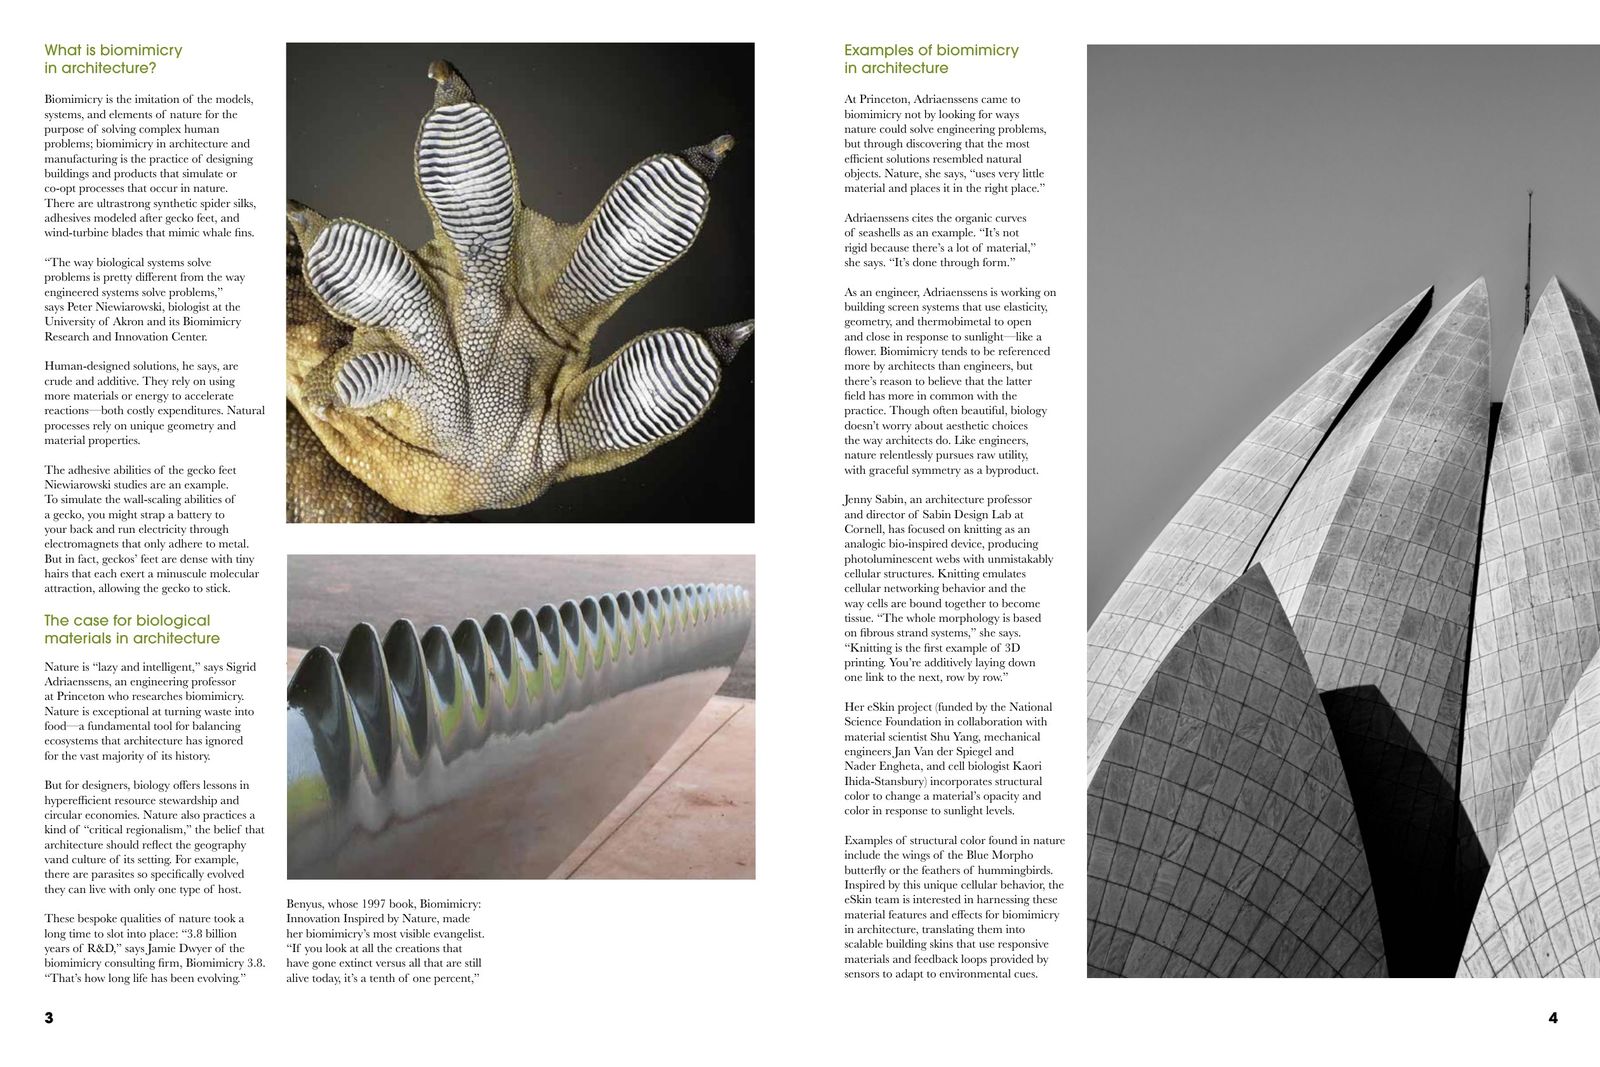 What is biomimicry
in architecture?
Biomimicry is the imitation of the models,
systems, and elements of nature for the
purpose of solving complex human
problems; biomimicry in architecture and
manufacturing is the practice of designing
buildings and products that simulate or
co-opt processes that occur in nature.
There are ultrastrong synthetic spider silks,
adhesives modeled after gecko feet, and
wind-turbine blades that mimic whale fins.
“The way biological systems solve
problems is pretty different from the way
engineered systems solve problems,”
says Peter Niewiarowski, biologist at the
University of Akron and its Biomimicry
Research and Innovation Center.
Human-designed solutions, he says, are
crude and additive. They rely on using
more materials or energy to accelerate
reactions—both costly expenditures. Natural
processes rely on unique geometry and
material properties.
The adhesive abilities of the gecko feet
Niewiarowski studies are an example.
To simulate the wall-scaling abilities of
a gecko, you might strap a battery to
your back and run electricity through
electromagnets that only adhere to metal.
But in fact, geckos’ feet are dense with tiny
hairs that each exert a minuscule molecular
attraction, allowing the gecko to stick.
The case for biological
materials in architecture
Nature is “lazy and intelligent,” says Sigrid
Adriaenssens, an engineering professor
at Princeton who researches biomimicry.
Nature is exceptional at turning waste into
food—a fundamental tool for balancing
ecosystems that architecture has ignored
for the vast majority of its history.
But for designers, biology offers lessons in
hyperefficient resource stewardship and
circular economies. Nature also practices a
kind of “critical regionalism,” the belief that
architecture should reflect the geography
vand culture of its setting. For example,
there are parasites so specifically evolved
they can live with only one type of host.
These bespoke qualities of nature took a
long time to slot into place: “3.8 billion
years of R&D,” says Jamie Dwyer of the
biomimicry consulting firm, Biomimicry 3.8.
“That’s how long life has been evolving.”
Benyus, whose 1997 book, Biomimicry:
Innovation Inspired by Nature, made
her biomimicry’s most visible evangelist.
“If you look at all the creations that
have gone extinct versus all that are still
alive today, it’s a tenth of one percent,”
3
Examples of biomimicry
in architecture
At Princeton, Adriaenssens came to
biomimicry not by looking for ways
nature could solve engineering problems,
but through discovering that the most
efficient solutions resembled natural
objects. Nature, she says, “uses very little
material and places it in the right place.”
Adriaenssens cites the organic curves
of seashells as an example. “It’s not
rigid because there’s a lot of material,”
she says. “It’s done through form.”
As an engineer, Adriaenssens is working on
building screen systems that use elasticity,
geometry, and thermobimetal to open
and close in response to sunlight—like a
flower. Biomimicry tends to be referenced
more by architects than engineers, but
there’s reason to believe that the latter
field has more in common with the
practice. Though often beautiful, biology
doesn’t worry about aesthetic choices
the way architects do. Like engineers,
nature relentlessly pursues raw utility,
with graceful symmetry as a byproduct.
Jenny Sabin, an architecture professor
and director of Sabin Design Lab at
Cornell, has focused on knitting as an
analogic bio-inspired device, producing
photoluminescent webs with unmistakably
cellular structures. Knitting emulates
cellular networking behavior and the
way cells are bound together to become
tissue. “The whole morphology is based
on fibrous strand systems,” she says.
“Knitting is the first example of 3D
printing. You’re additively laying down
one link to the next, row by row.”
Her eSkin project (funded by the National
Science Foundation in collaboration with
material scientist Shu Yang, mechanical
engineers Jan Van der Spiegel and
Nader Engheta, and cell biologist Kaori
Ihida-Stansbury) incorporates structural
color to change a material’s opacity and
color in response to sunlight levels.
Examples of structural color found in nature
include the wings of the Blue Morpho
butterfly or the feathers of hummingbirds.
Inspired by this unique cellular behavior, the
eSkin team is interested in harnessing these
material features and effects for biomimicry
in architecture, translating them into
scalable building skins that use responsive
materials and feedback loops provided by
sensors to adapt to environmental cues.
4